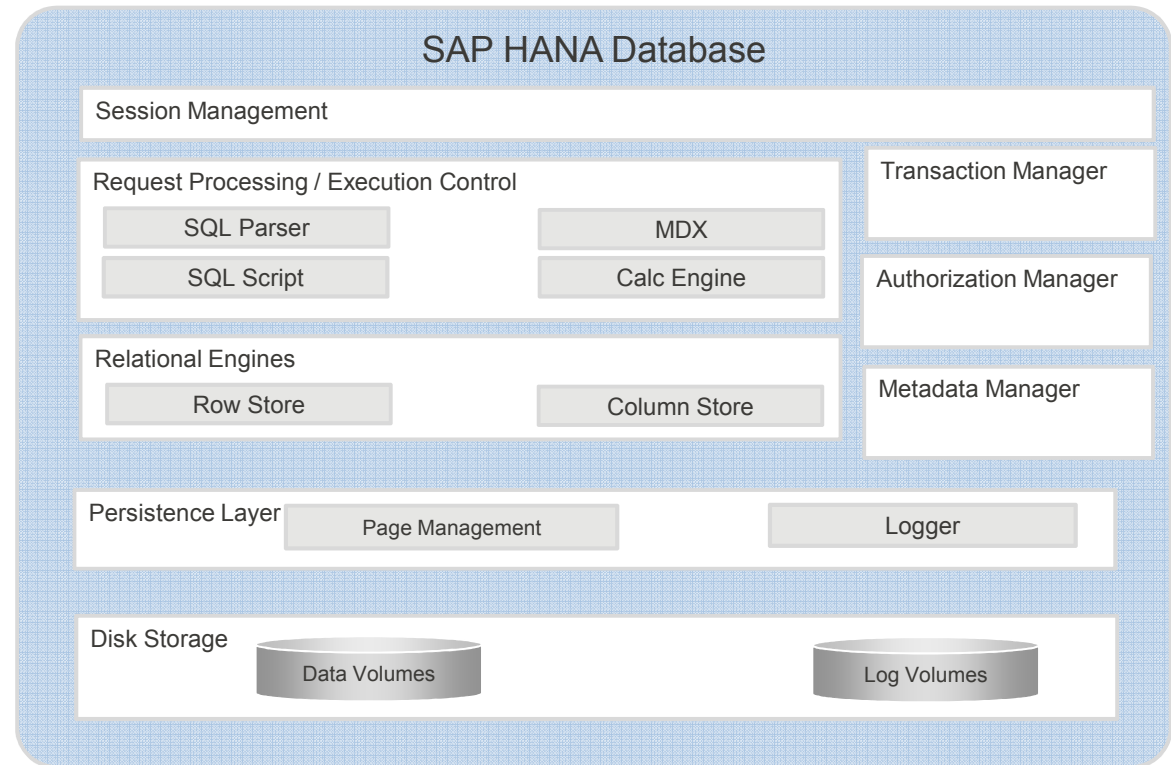 SAP HANA Database
Session Management
Request Processing / Execution Control
SQL Parser
MDX
SQL Script
Calc Engine
Transaction Manager
Authorization Manager
Relational Engines
Row Store
Column Store
Metadata Manager
Persistence Layer
Page Management
Logger
Disk Storage
Data Volumes
Log Volumes